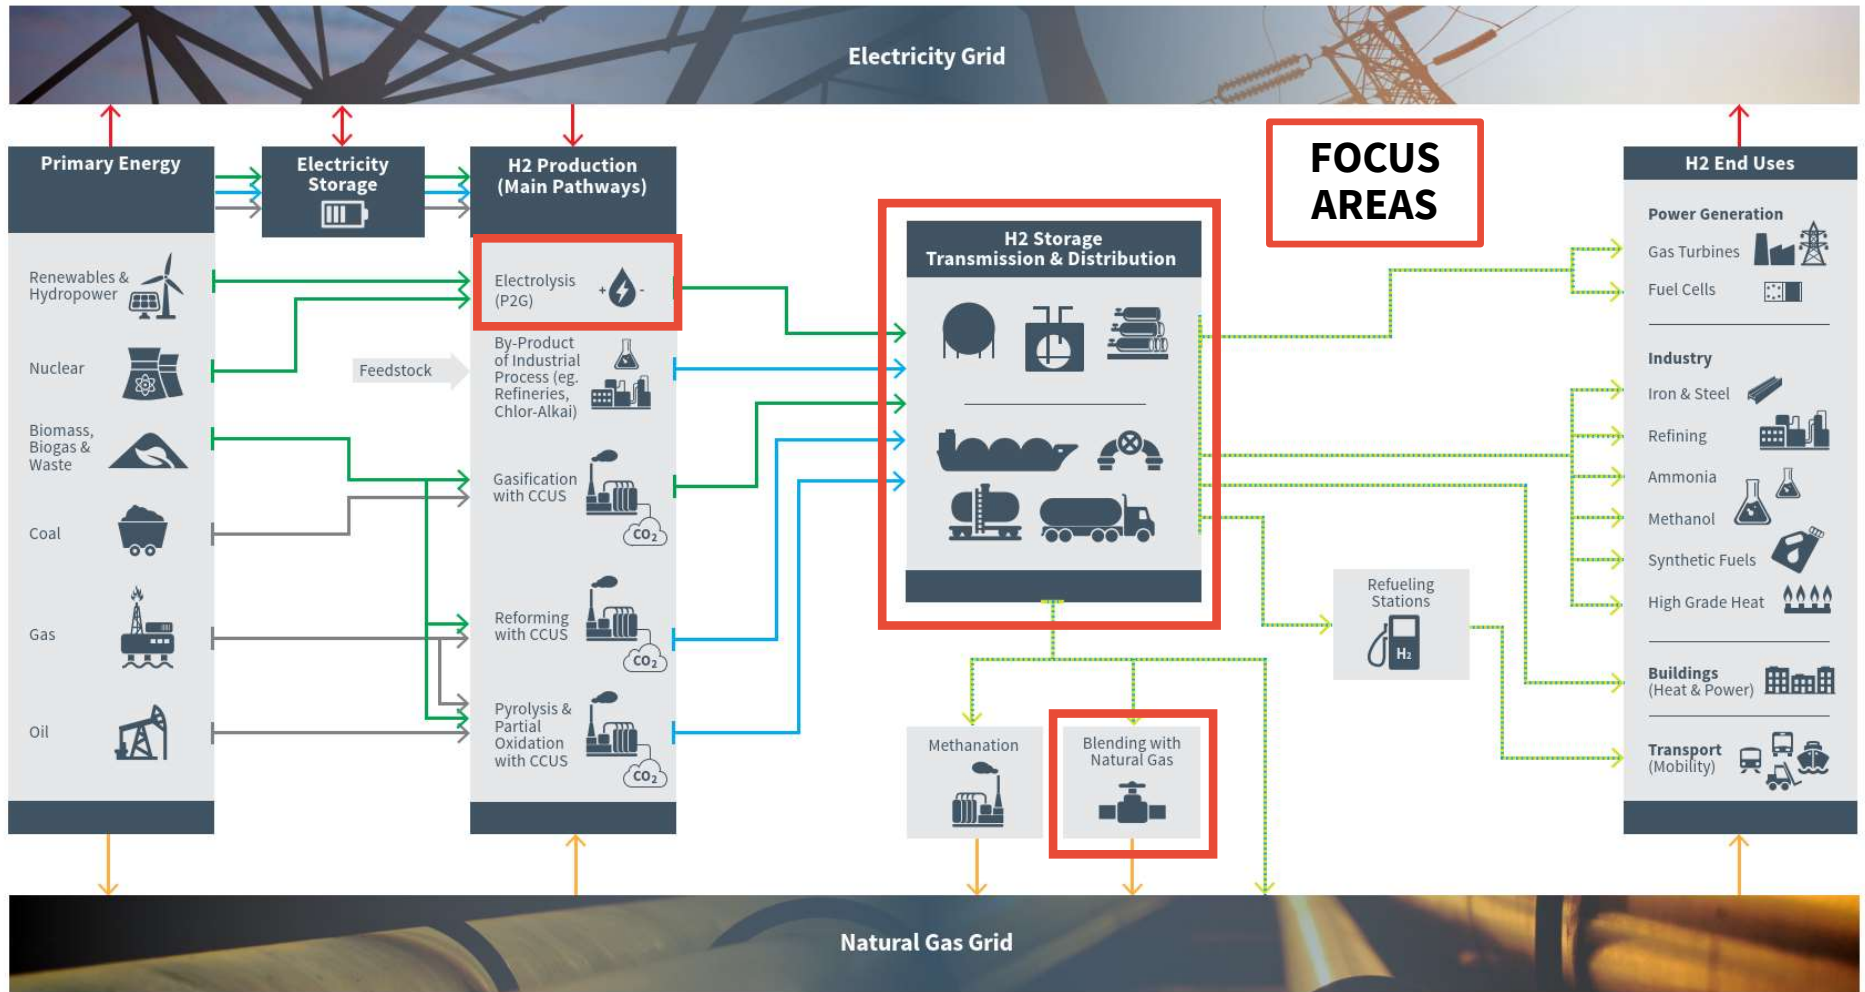 Electricity Grid
FOCUS
AREAS
Primary Energy
Renewables &
Hydropower
Nuclear
Biomass,
Biogas &
Waste
Coal
Gas
Oil
Electricity
Storage
H2 Production
(Main Pathways)
Electrolysis
(P2G)
+ -
Feedstock
By-Product
of Industrial
Process (eg.
Refineries,
Chlor-Alkai)
Gasification
with CCUS
CO2
Reforming
with CCUS
CO2
Pyrolysis &
Partial
Oxidation
with CCUS
CO2
H2 Storage
Transmission & Distribution
Methanation
Blending with
Natural Gas
Refueling
Stations
H2
H2 End Uses
Power Generation
Gas Turbines
Fuel Cells
Industry
Iron & Steel
Refining
Ammonia
Methanol
Synthetic Fuels
High Grade Heat
Buildings
(Heat & Power)
Transport
(Mobility)
Natural Gas Grid